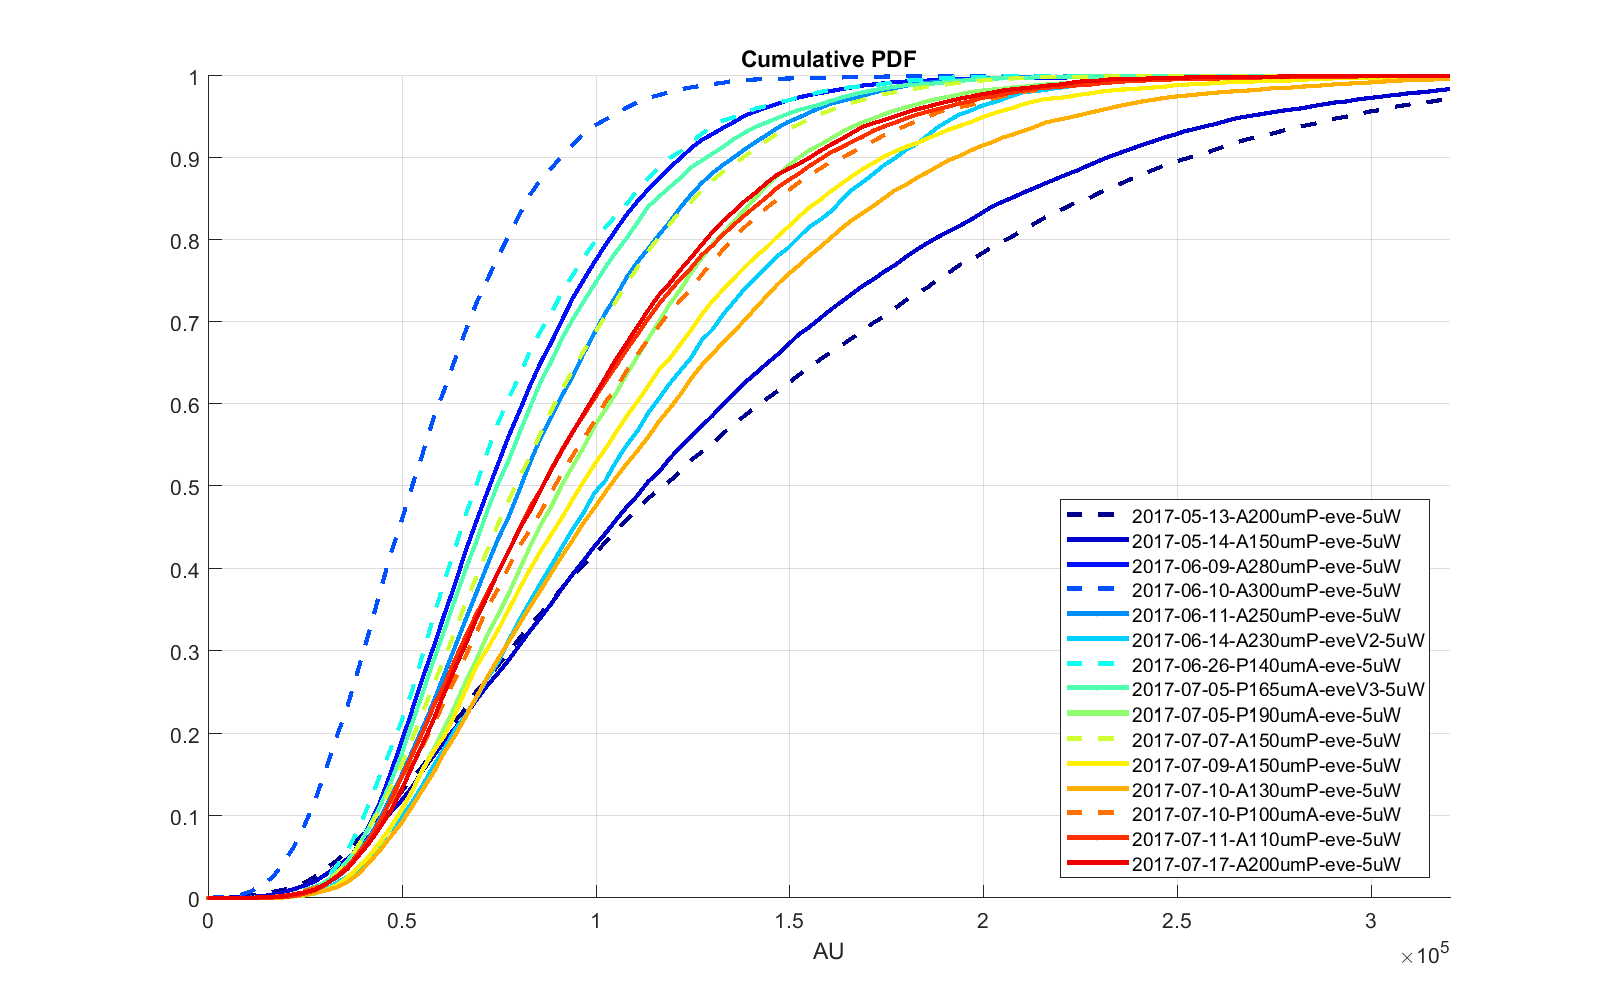 Cumulative PDF
1
0.9
0.8
0.7
0.6
0.5
0.4
0.3
0.2
0.1
0
2017-05-13-A200umP-eve-5uW
2017-05-14-A150umP-eve-5uW
2017-06-09-A280umP-eve-5uW
2017-06-10-A300umP-eve-5uW
2017-06-11-A250umP-eve-5uW
2017-06-14-A230umP-eveV2-5uW
2017-06-26-P140umA-eve-5uW
2017-07-05-P165umA-eveV3-5uW
2017-07-05-P190umA-eve-5uW
2017-07-07-A150umP-eve-5uW
2017-07-09-A150umP-eve-5uW
2017-07-10-A130umP-eve-5uW
2017-07-10-P100umA-eve-5uW
2017-07-11-A110umP-eve-5uW
2017-07-17-A200umP-eve-5uW
0 0.5 1 1.5 2 2.5 3
AU
×10⁵